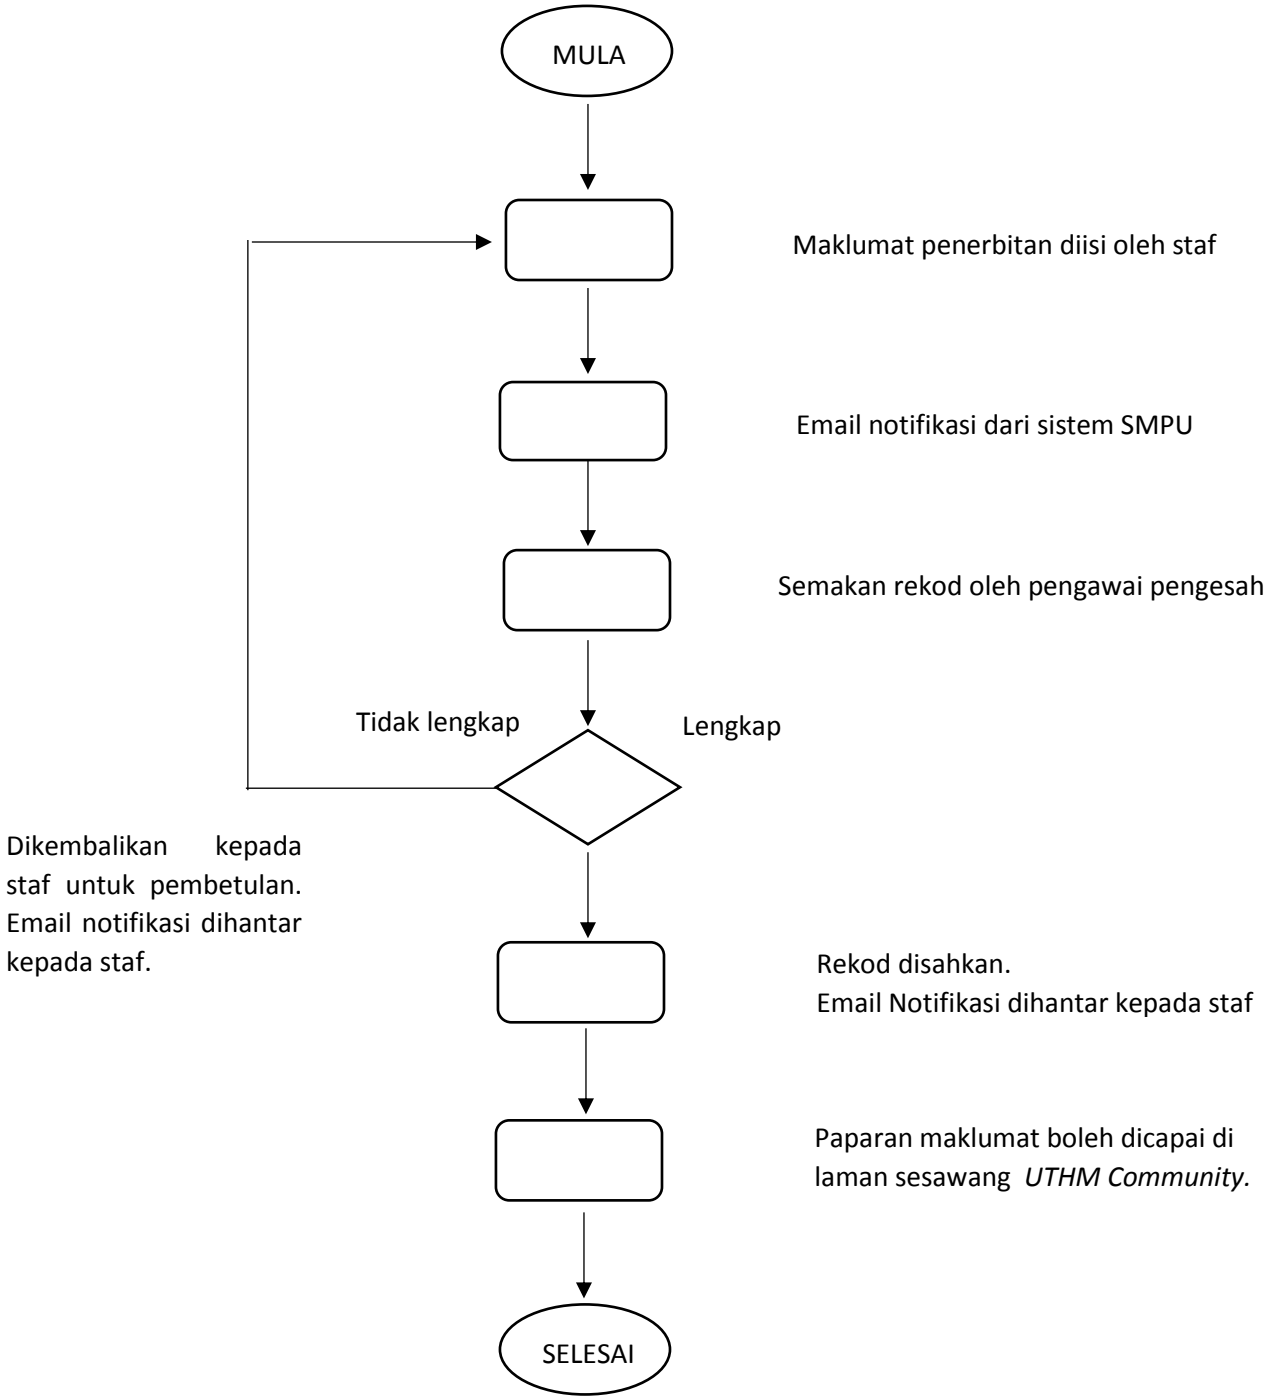 MULA
Maklumat penerbitan diisi oleh staf
Email notifikasi dari sistem SMPU
Semakan rekod oleh pengawai pengesah
Tidak lengkap
Lengkap
Dikembalikan kepada
staf untuk pembetulan.
Email notifikasi dihantar
kepada staf.
Rekod disahkan.
Email Notifikasi dihantar kepada staf
Paparan maklumat boleh dicapai di
laman sesawang UTHM Community.
SELESAI